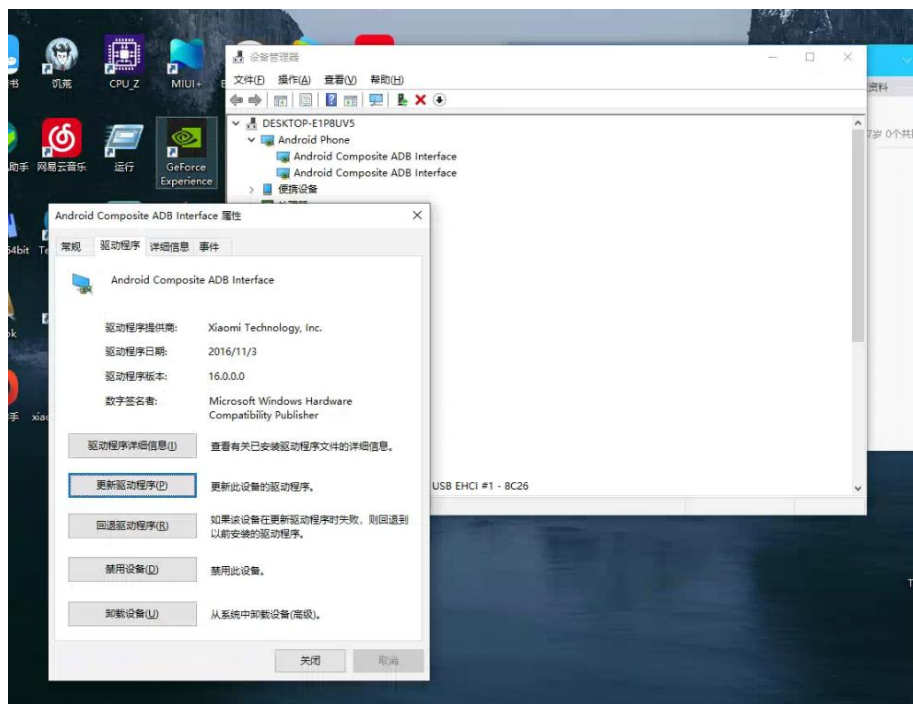 书
饥荒
CPU_Z
MIUI+
助手
网易云音乐
运行
GeForce
Experience
64bit
设备管理器
文件(F) 操作(A) 查看(V) 帮助(H)
DESKTOP-E1P8UV5
Android Phone
Android Composite ADB Interface
Android Composite ADB Interface
便携设备
USB EHCI #1 - 8C26
资料
7岁 0个共
Android Composite ADB Interface 属性
常规 驱动程序 详细信息 事件
Android Composite ADB Interface
驱动程序提供商: Xiaomi Technology, Inc.
驱动程序日期: 2016/11/3
驱动程序版本: 16.0.0.0
数字签名者: Microsoft Windows Hardware
Compatibility Publisher
驱动程序详细信息(I) 查看有关已安装驱动程序文件的详细信息。
更新驱动程序(P) 更新此设备的驱动程序。
回退驱动程序(R) 如果该设备在更新驱动程序时失败，则回退到
以前安装的驱动程序。
禁用设备(D) 禁用此设备。
卸载设备(U) 从系统中卸载设备(高级)。
关闭 取消